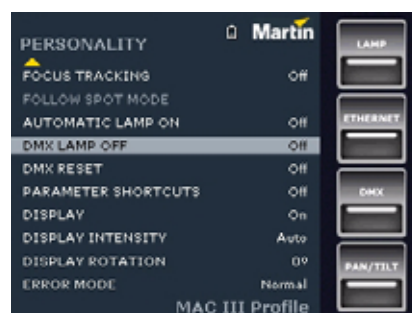 PERSONALITY
Martin
LAMP
FOCUS TRACKING Off
FOLLOW SPOT MODE
AUTOMATIC LAMP ON Off
ETHERNET
DMX LAMP OFF Off
DMX RESET Off
PARAMETER SHORTCUTS Off
DMX
DISPLAY On
DISPLAY INTENSITY Auto
DISPLAY ROTATION 0º
PAN/TILT
ERROR MODE Normal
MAC III Profile